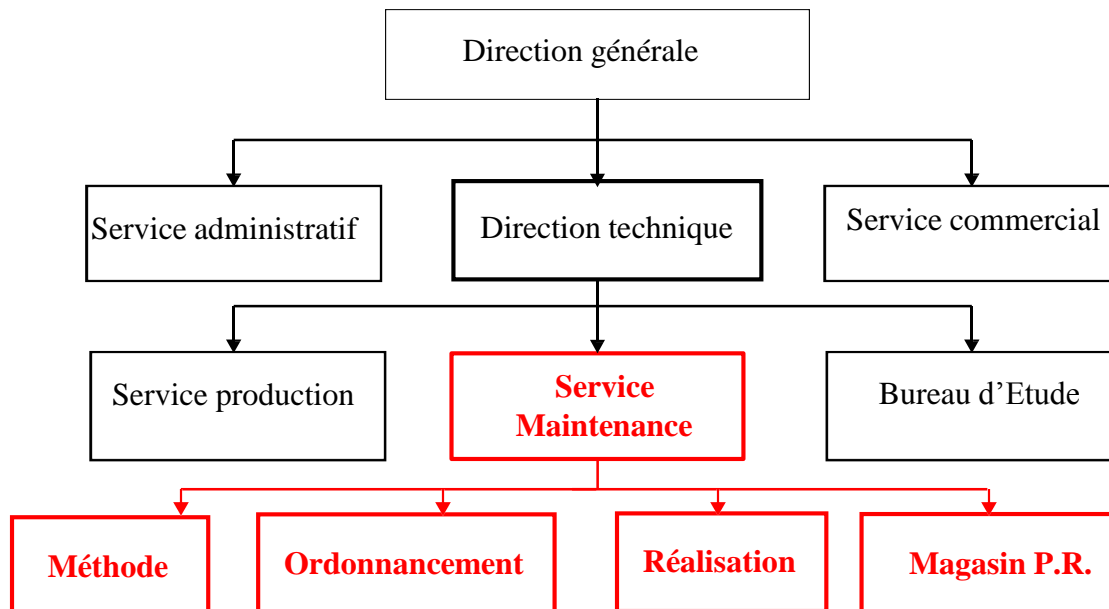 Direction générale
Service administratif
Direction technique
Service commercial
Service production
Service
Maintenance
Bureau d’Etude
Méthode
Ordonnancement
Réalisation
Magasin P.R.